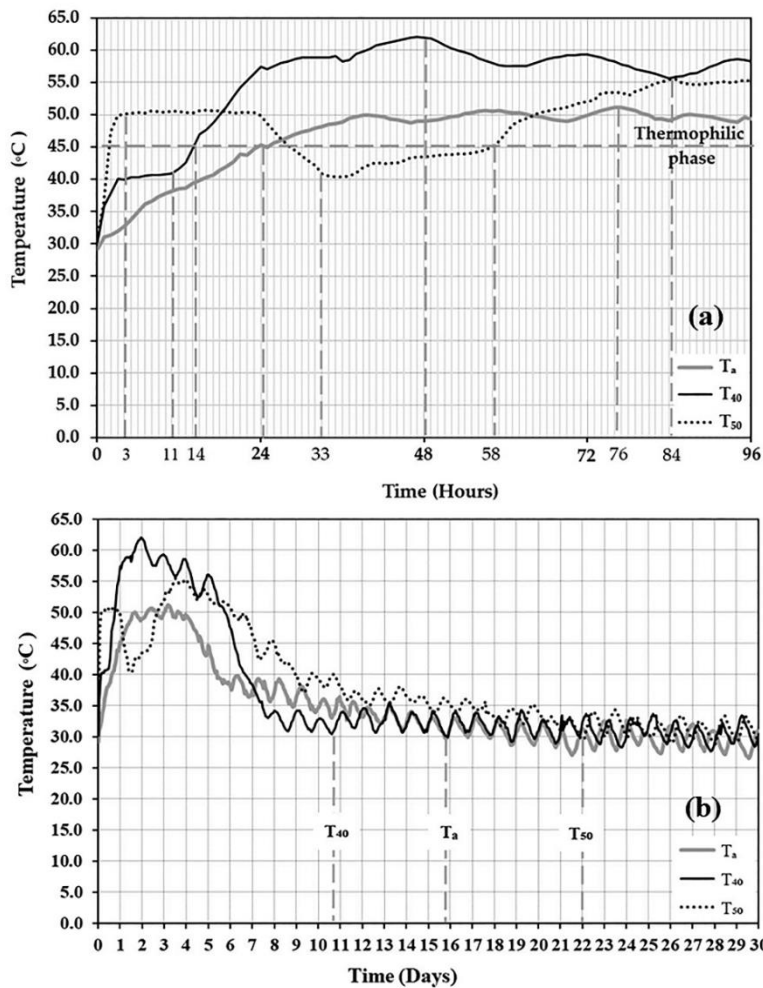 65.0
60.0
55.0
50.0
45.0
40.0
35.0
30.0
25.0
20.0
15.0
10.0
5.0
0.0
Temperature (°C )
Thermophilic
phase
(a)
Tₐ
T₄₀
T₅₀
0 3 11 14 24 33 48 58 72 76 84 96
Time (Hours)
65.0
60.0
55.0
50.0
45.0
40.0
35.0
30.0
25.0
20.0
15.0
10.0
5.0
0.0
Temperature (°C )
T₄₀ Tₐ T₅₀
(b)
Tₐ
T₄₀
T₅₀
0 1 2 3 4 5 6 7 8 9 10 11 12 13 14 15 16 17 18 19 20 21 22 23 24 25 26 27 28 29 30
Time (Days)